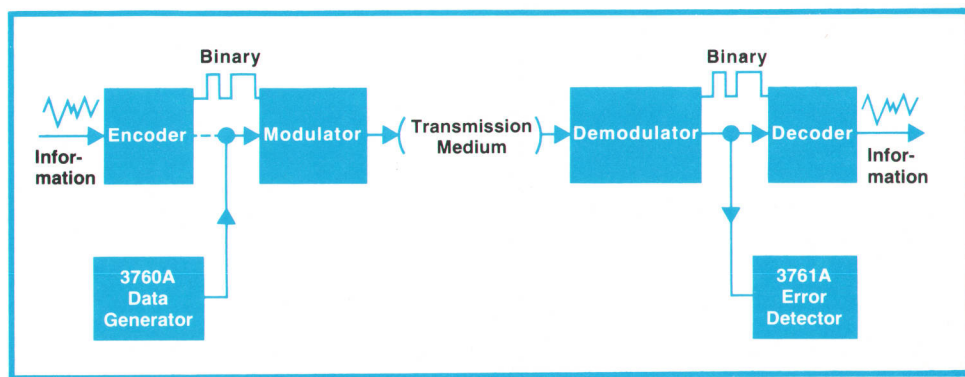 Binary
Binary
Encoder
Modulator
Transmission
Medium
Demodulator
Decoder
Infor-
mation
Infor-
mation
3760A
Data
Generator
3761A
Error
Detector